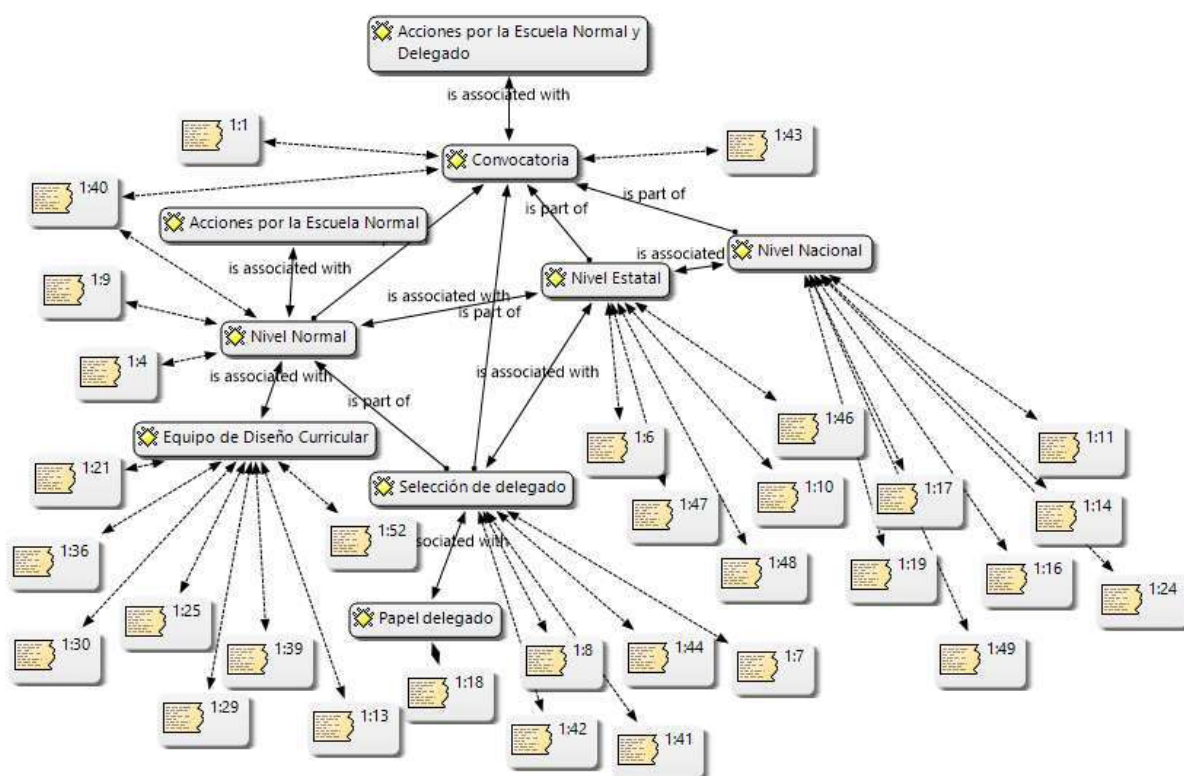 Acciones por la Escuela Normal y
Delegado
is associated with
1:1
1:43
Convocatoria
1:40
is part of
is part of
Acciones por la Escuela Normal
is associated with
is associated
Nivel Nacional
1:9
Nivel Estatal
is associated with
is part of
Nivel Normal
1:4
is associated with
is associated with
is part of
1:46
1:11
Equipo de Diseño Curricular
1:6
1:21
Selección de delegado
1:10
1:17
1:14
1:47
1:52
sociated with
1:36
1:48
1:19
1:16
1:24
1:25
Papel delegado
1:30
1:39
1:8
1:44
1:7
1:49
1:18
1:29
1:13
1:42
1:41